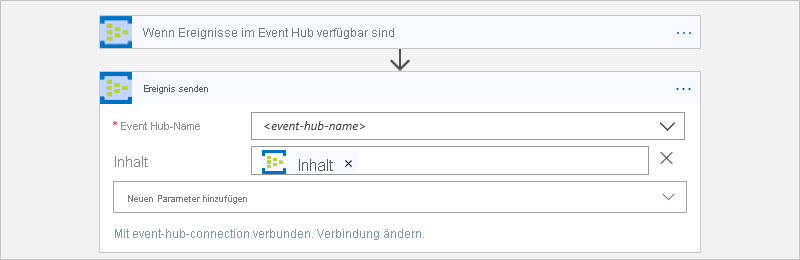 Wenn Ereignisse im Event Hub verfügbar sind
Ereignis senden
* Event Hub-Name
<event-hub-name>
Inhalt
Inhalt ×
Neuen Parameter hinzufügen
Mit event-hub-connection verbunden. Verbindung ändern.